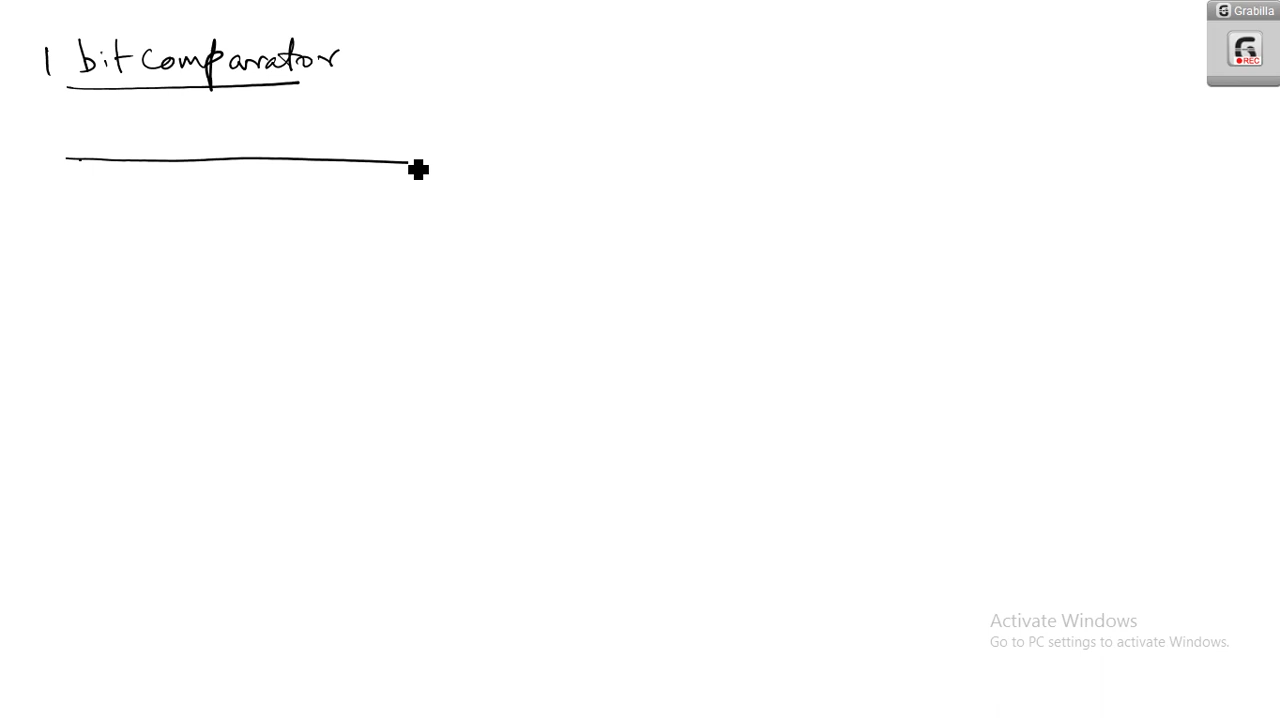 1 bit comparator
Grabilla
REC
Activate Windows
Go to PC settings to activate Windows.